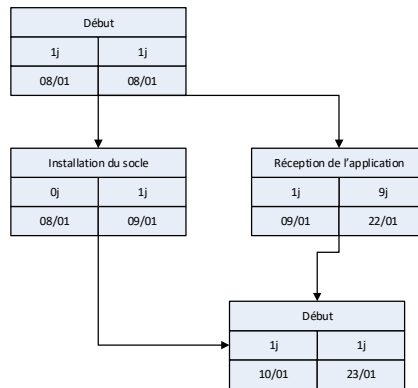 Début
1j 1j
08/01 08/01
Installation du socle
0j 1j
08/01 09/01
Réception de l'application
1j 9j
09/01 22/01
Début
1j 1j
10/01 23/01